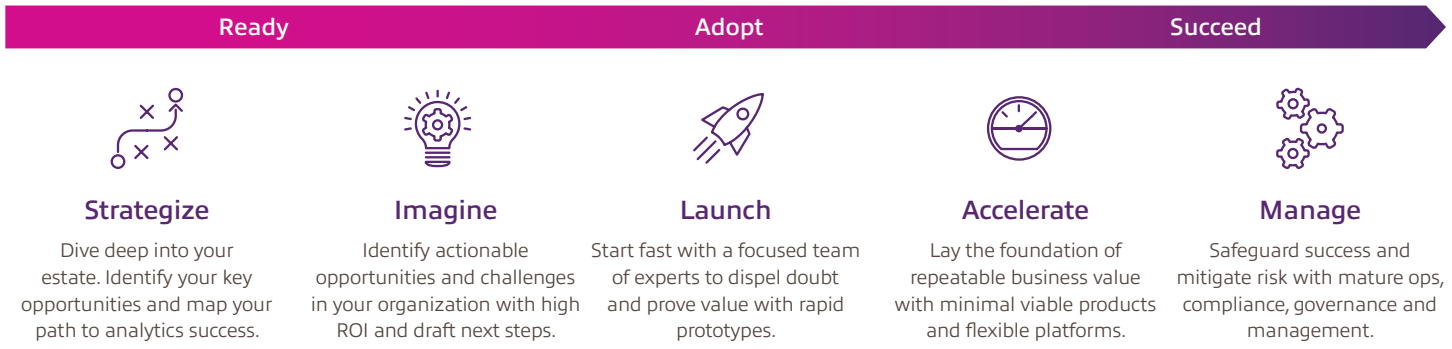 Ready
Adopt
Succeed
Strategize
Dive deep into your
estate. Identify your key
opportunities and map your
path to analytics success.
Imagine
Identify actionable
opportunities and challenges
in your organization with high
ROI and draft next steps.
Launch
Start fast with a focused team
of experts to dispel doubt
and prove value with rapid
prototypes.
Accelerate
Lay the foundation of
repeatable business value
with minimal viable products
and flexible platforms.
Manage
Safeguard success and
mitigate risk with mature ops,
compliance, governance and
management.